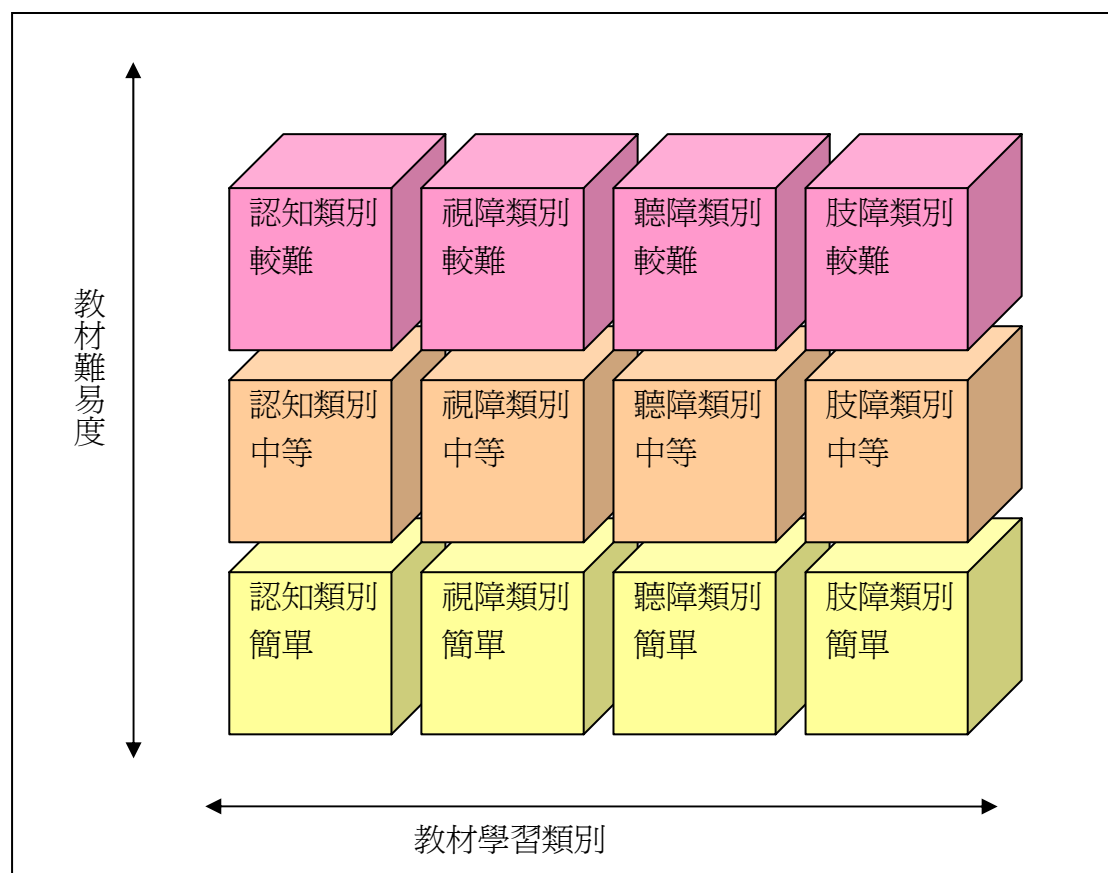 認知類別
較難
視障類別
較難
聽障類別
較難
肢障類別
較難
教材難易度
認知類別
中等
視障類別
中等
聽障類別
中等
肢障類別
中等
認知類別
簡單
視障類別
簡單
聽障類別
簡單
肢障類別
簡單
教材學習類別